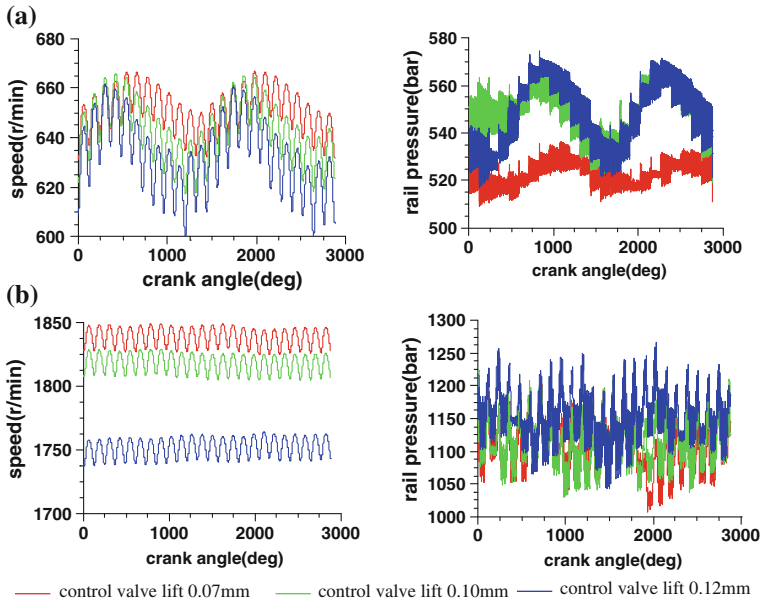 (a)
680
660
640
620
600
speed(r/min)
0
1000
2000
3000
crank angle(deg)
580
560
540
520
500
rail pressure(bar)
0
1000
2000
3000
crank angle(deg)
(b)
1850
1800
1750
1700
speed(r/min)
0
1000
2000
3000
crank angle(deg)
1300
1250
1200
1150
1100
1050
1000
rail pressure(bar)
0
1000
2000
3000
crank angle(deg)
control valve lift 0.07mm
control valve lift 0.10mm
control valve lift 0.12mm